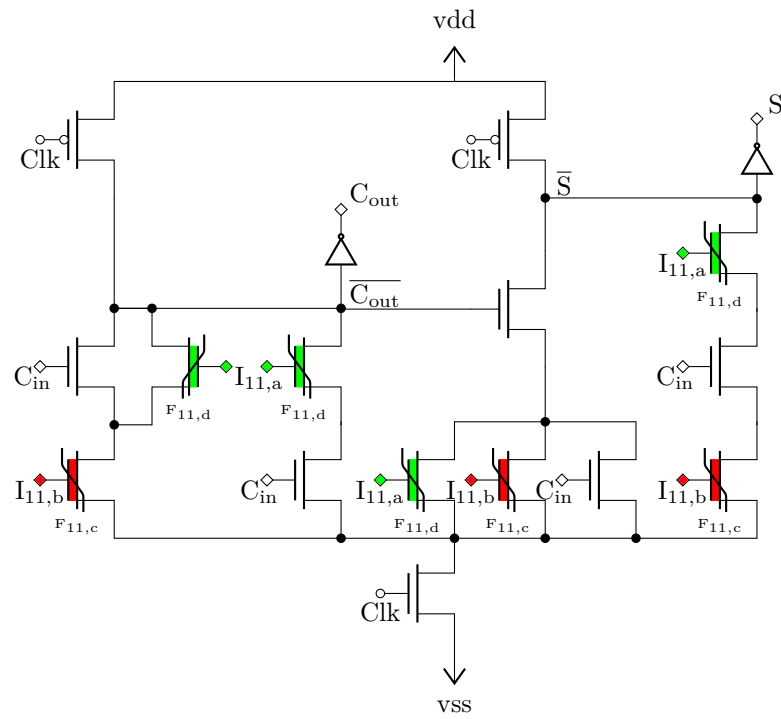 vdd
S
Clk
Clk
S̅
C_out
C̅_o̅u̅t̅
I_11,a
F_11,d
C_in
I_11,a
I_11,a
C_in
F_11,d
F_11,d
I_11,b
C_in
I_11,a
I_11,b
C_in
I_11,b
F_11,c
F_11,d
F_11,c
F_11,c
Clk
vss